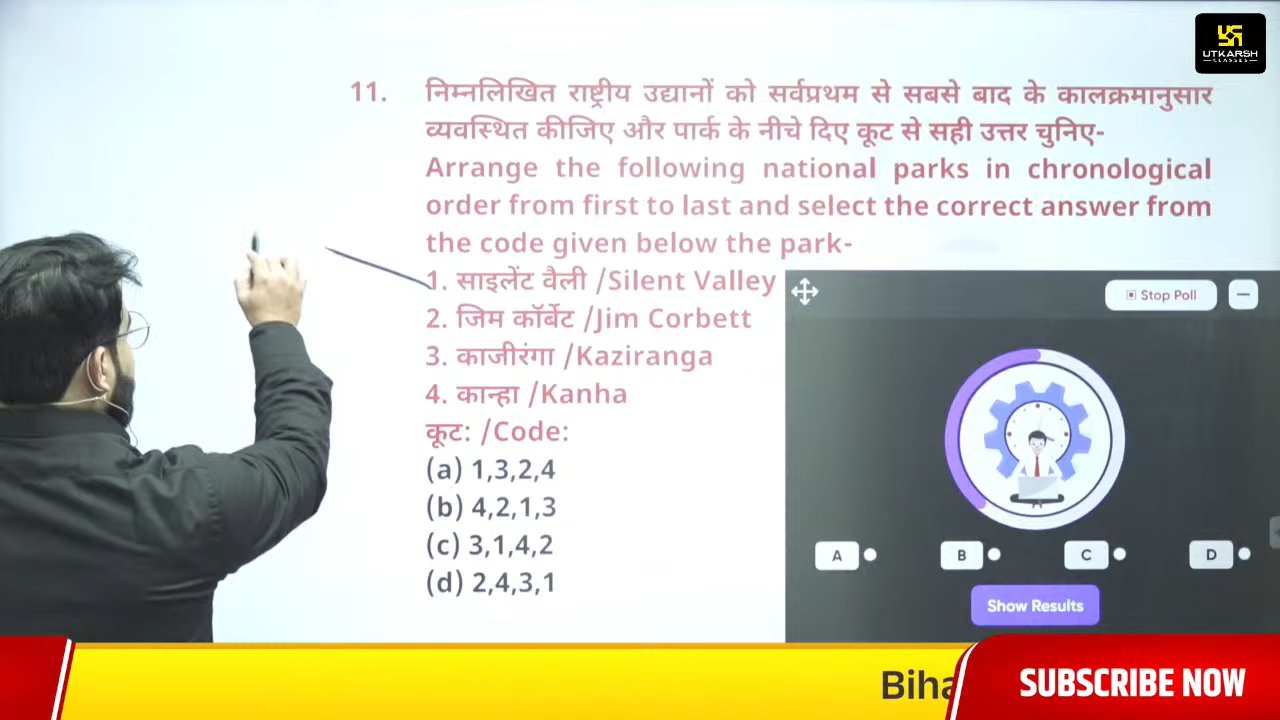 UTKARSH
CLASSES
11. निम्नलिखित राष्ट्रीय उद्यानों को सर्वप्रथम से सबसे बाद के कालक्रमानुसार
व्यवस्थित कीजिए और पार्क के नीचे दिए कूट से सही उत्तर चुनिए-
Arrange the following national parks in chronological
order from first to last and select the correct answer from
the code given below the park-
1. साइलेंट वैली /Silent Valley
2. जिम कॉर्बेट /Jim Corbett
3. काजीरंगा /Kaziranga
4. कान्हा /Kanha
कूट: /Code:
(a) 1,3,2,4
(b) 4,2,1,3
(c) 3,1,4,2
(d) 2,4,3,1
Stop Poll
A B C D
Show Results
Biha
SUBSCRIBE NOW